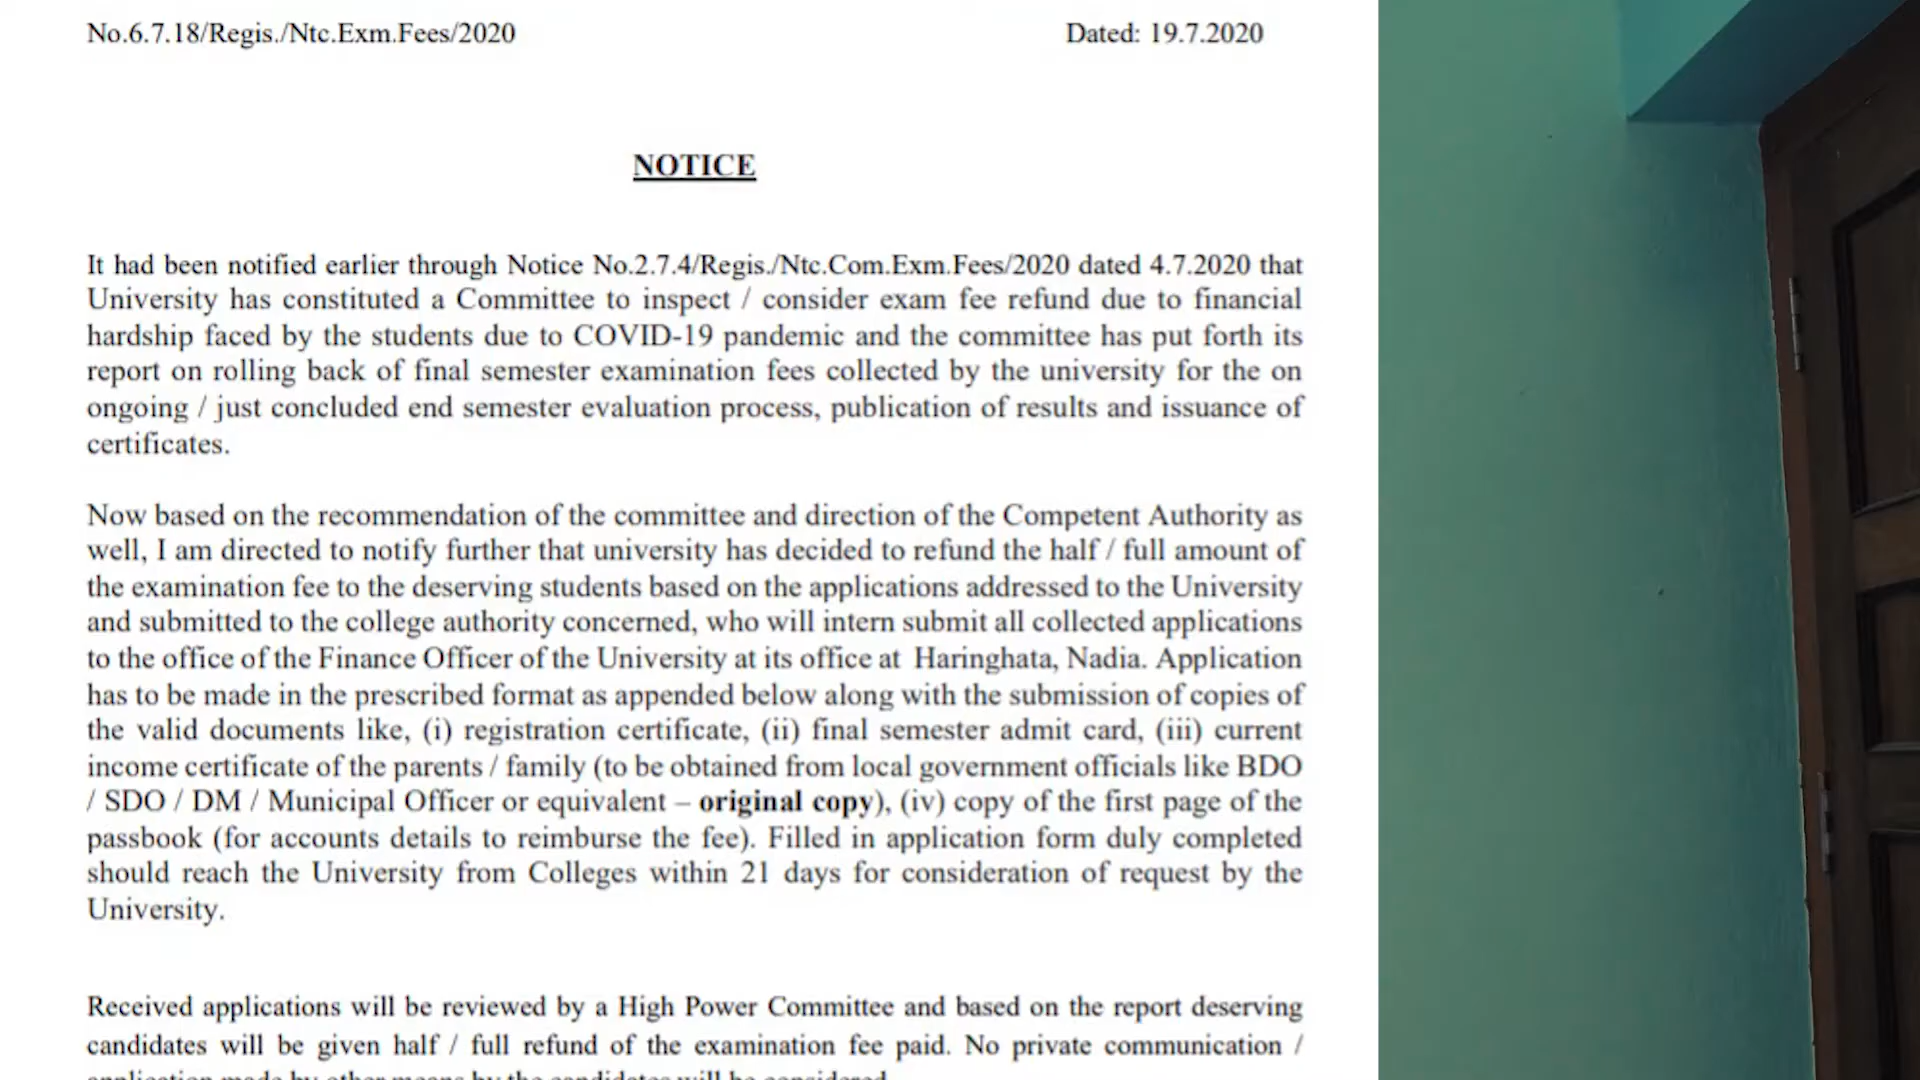 No.6.7.18/Regis./Ntc.Exm.Fees/2020 Dated: 19.7.2020
NOTICE
It had been notified earlier through Notice No.2.7.4/Regis./Ntc.Com.Exm.Fees/2020 dated 4.7.2020 that
University has constituted a Committee to inspect / consider exam fee refund due to financial
hardship faced by the students due to COVID-19 pandemic and the committee has put forth its
report on rolling back of final semester examination fees collected by the university for the on
ongoing / just concluded end semester evaluation process, publication of results and issuance of
certificates.
Now based on the recommendation of the committee and direction of the Competent Authority as
well, I am directed to notify further that university has decided to refund the half / full amount of
the examination fee to the deserving students based on the applications addressed to the University
and submitted to the college authority concerned, who will intern submit all collected applications
to the office of the Finance Officer of the University at its office at Haringhata, Nadia. Application
has to be made in the prescribed format as appended below along with the submission of copies of
the valid documents like, (i) registration certificate, (ii) final semester admit card, (iii) current
income certificate of the parents / family (to be obtained from local government officials like BDO
/ SDO / DM / Municipal Officer or equivalent – original copy), (iv) copy of the first page of the
passbook (for accounts details to reimburse the fee). Filled in application form duly completed
should reach the University from Colleges within 21 days for consideration of request by the
University.
Received applications will be reviewed by a High Power Committee and based on the report deserving
candidates will be given half / full refund of the examination fee paid. No private communication /
application made by other means by the candidates will be considered